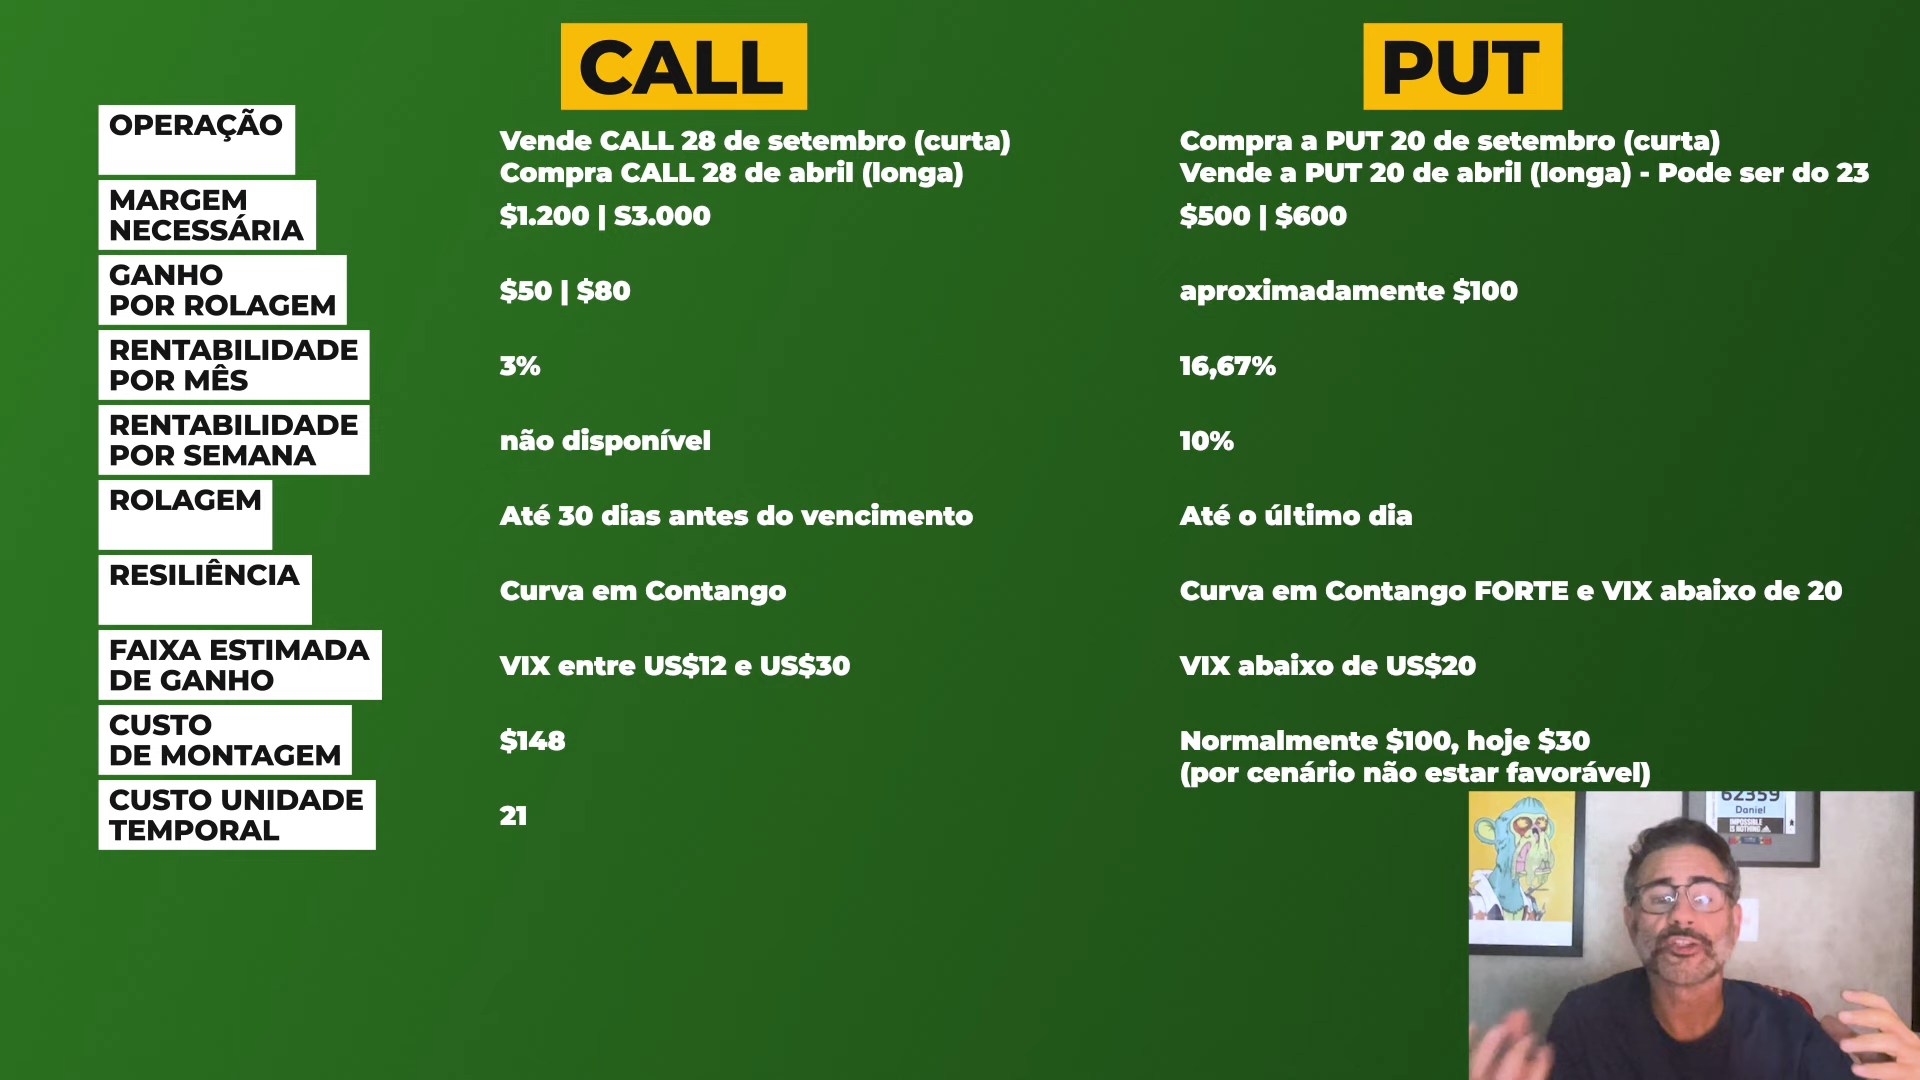 CALL
PUT
OPERAÇÃO
Vende CALL 28 de setembro (curta)
Compra CALL 28 de abril (longa)
Compra a PUT 20 de setembro (curta)
Vende a PUT 20 de abril (longa) - Pode ser do 23
MARGEM
NECESSÁRIA
$1.200 | S3.000
$500 | $600
GANHO
POR ROLAGEM
$50 | $80
aproximadamente $100
RENTABILIDADE
POR MÊS
3%
16,67%
RENTABILIDADE
POR SEMANA
não disponível
10%
ROLAGEM
Até 30 dias antes do vencimento
Até o último dia
RESILIÊNCIA
Curva em Contango
Curva em Contango FORTE e VIX abaixo de 20
FAIXA ESTIMADA
DE GANHO
VIX entre US$12 e US$30
VIX abaixo de US$20
CUSTO
DE MONTAGEM
$148
Normalmente $100, hoje $30
(por cenário não estar favorável)
CUSTO UNIDADE
TEMPORAL
21
62359
Daniel
IMPOSSIBLE
IS NOTHING